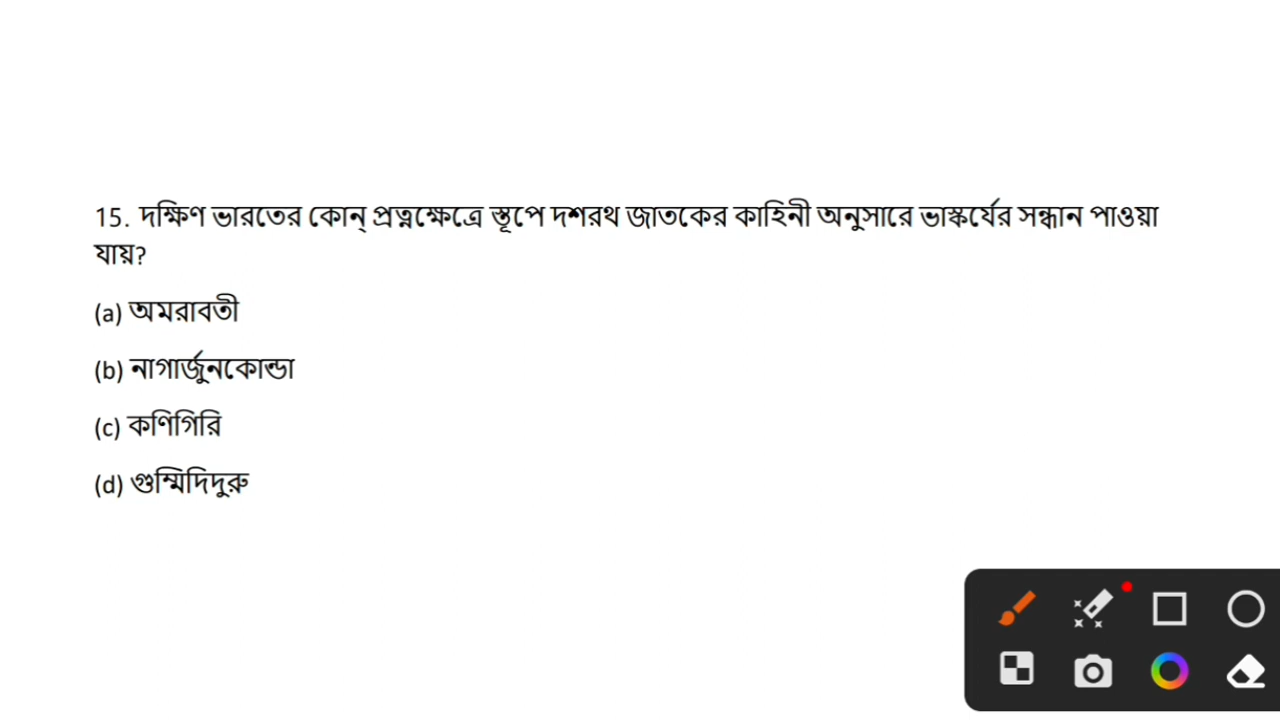 15. দক্ষিণ ভারতের কোন্ প্রত্নক্ষেত্রে স্তূপে দশরথ জাতকের কাহিনী অনুসারে ভাস্কর্যের সন্ধান পাওয়া
যায়?
(a) অমরাবতী
(b) নাগার্জুনকোন্ডা
(c) কণিগিরি
(d) গুম্মিদিদুরু